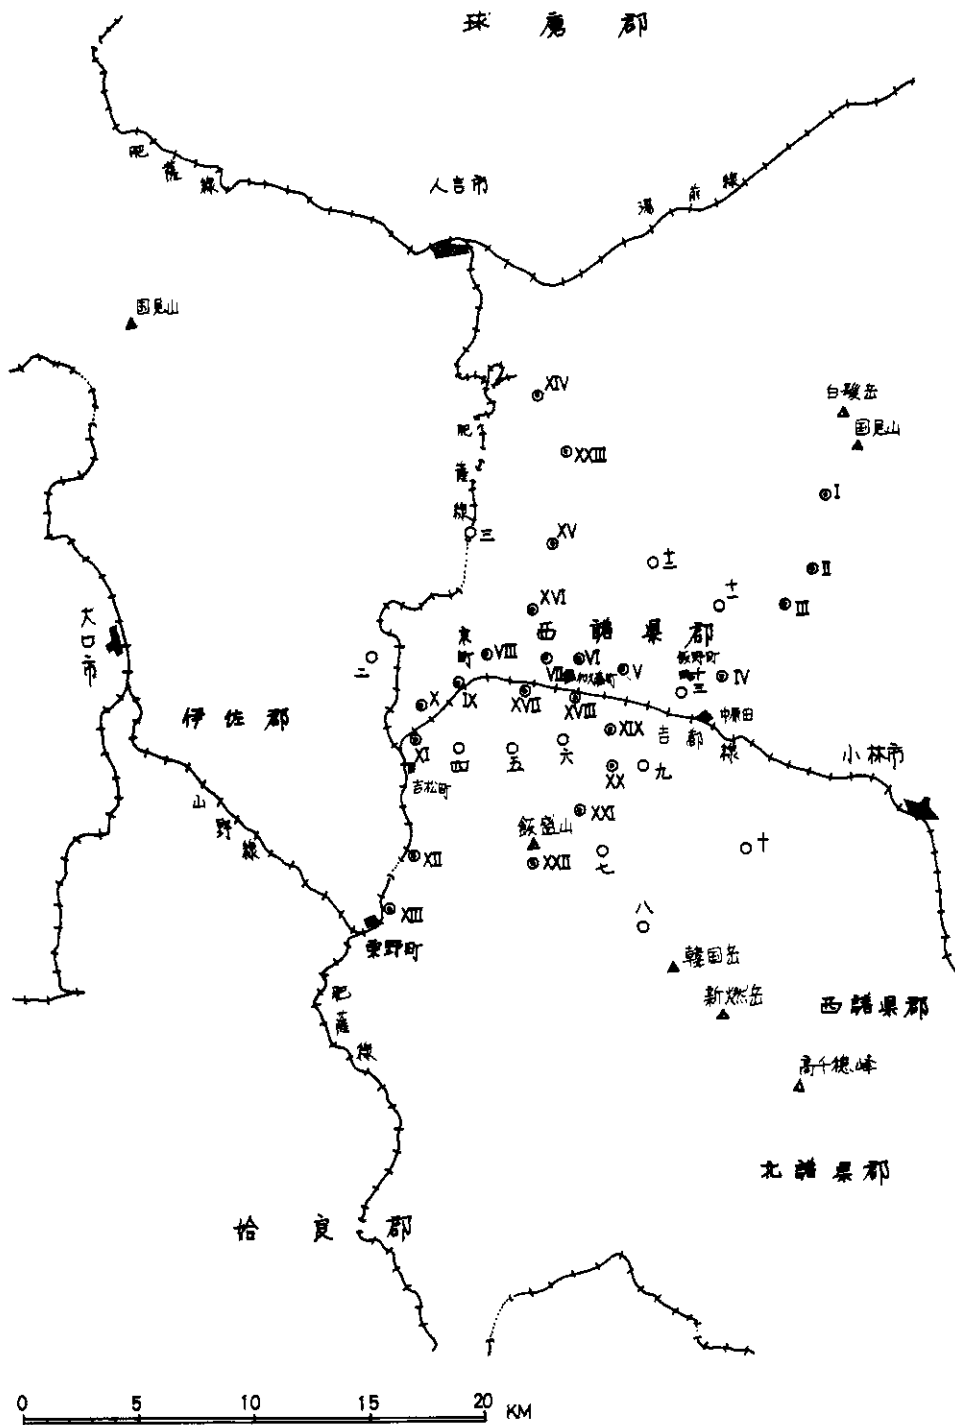 球磨郡
肥薩線
人吉市
湯前線
国見山
XIV
白髪岳
国見山
肥薩線
XXIII
I
三
XV
十二
II
XVI
十一
III
大口市
西諸県郡
京町
VIII
二
VII
VI
V
飯野町
IV
十三
X
IX
XVII
XVIII
伊佐郡
XIX
吉都線
XI
四
五
六
XX
九
小林市
吉松町
山野線
XXI
飯盛山
XII
XXII
七
十
XIII
八
栗野町
韓国岳
肥薩線
新燃岳
西諸県郡
高千穂峰
北諸県郡
姶良郡
0 5 10 15 20 KM